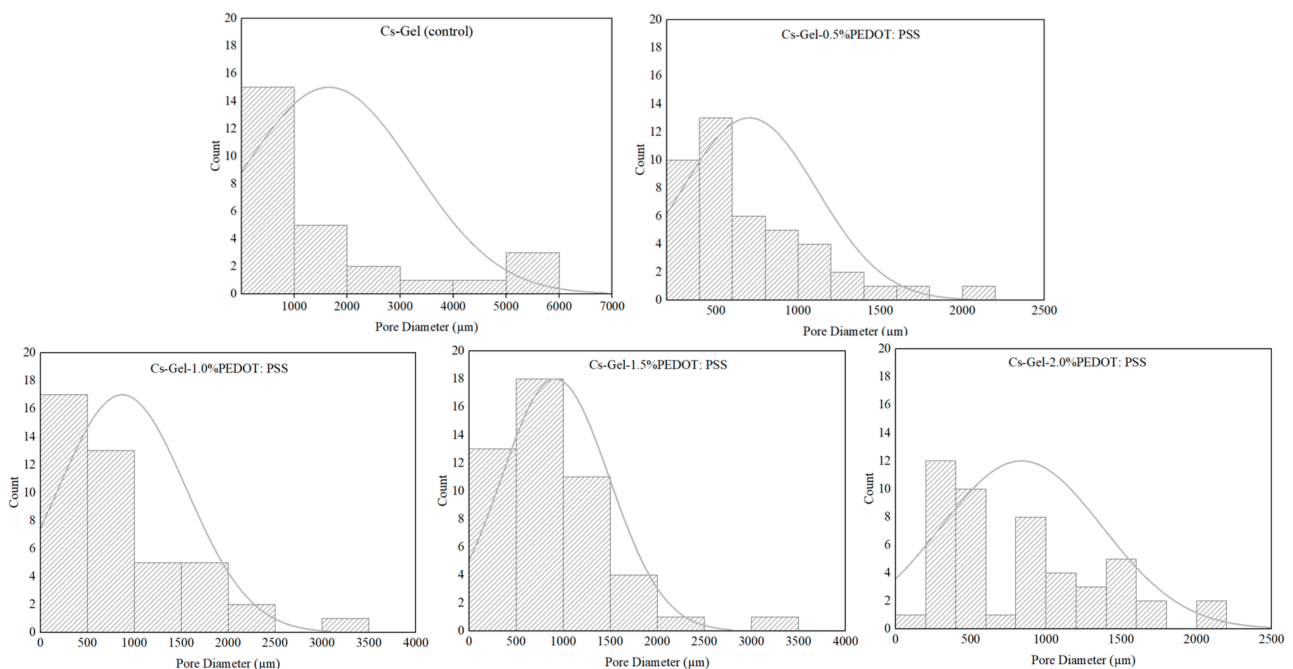 Cs-Gel (control)
20
18
16
14
12
10
8
6
4
2
0
Count
1000 2000 3000 4000 5000 6000 7000
Pore Diameter (µm)
Cs-Gel-0.5%PEDOT: PSS
20
18
16
14
12
10
8
6
4
2
0
Count
500 1000 1500 2000 2500
Pore Diameter (µm)
Cs-Gel-1.0%PEDOT: PSS
20
18
16
14
12
10
8
6
4
2
0
Count
0 500 1000 1500 2000 2500 3000 3500 4000
Pore Diameter (µm)
Cs-Gel-1.5%PEDOT: PSS
20
18
16
14
12
10
8
6
4
2
0
Count
0 500 1000 1500 2000 2500 3000 3500 4000
Pore Diameter (µm)
Cs-Gel-2.0%PEDOT: PSS
20
18
16
14
12
10
8
6
4
2
0
Count
0 500 1000 1500 2000 2500
Pore Diameter (µm)